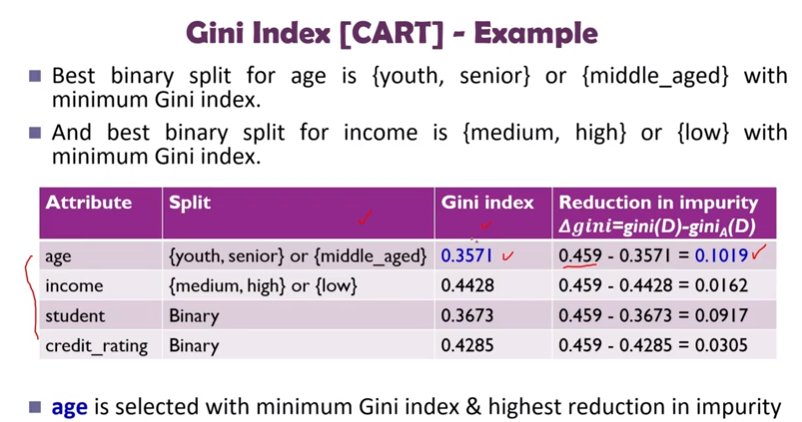 Gini Index [CART] - Example
Best binary split for age is {youth, senior} or {middle_aged} with
minimum Gini index.
And best binary split for income is {medium, high} or {low} with
minimum Gini index.
Attribute Split Gini index Reduction in impurity
Δgini=gini(D)-gini_A(D)
age {youth, senior} or {middle_aged} 0.3571 0.459 - 0.3571 = 0.1019
income {medium, high} or {low} 0.4428 0.459 - 0.4428 = 0.0162
student Binary 0.3673 0.459 - 0.3673 = 0.0917
credit_rating Binary 0.4285 0.459 - 0.4285 = 0.0305
age is selected with minimum Gini index & highest reduction in impurity